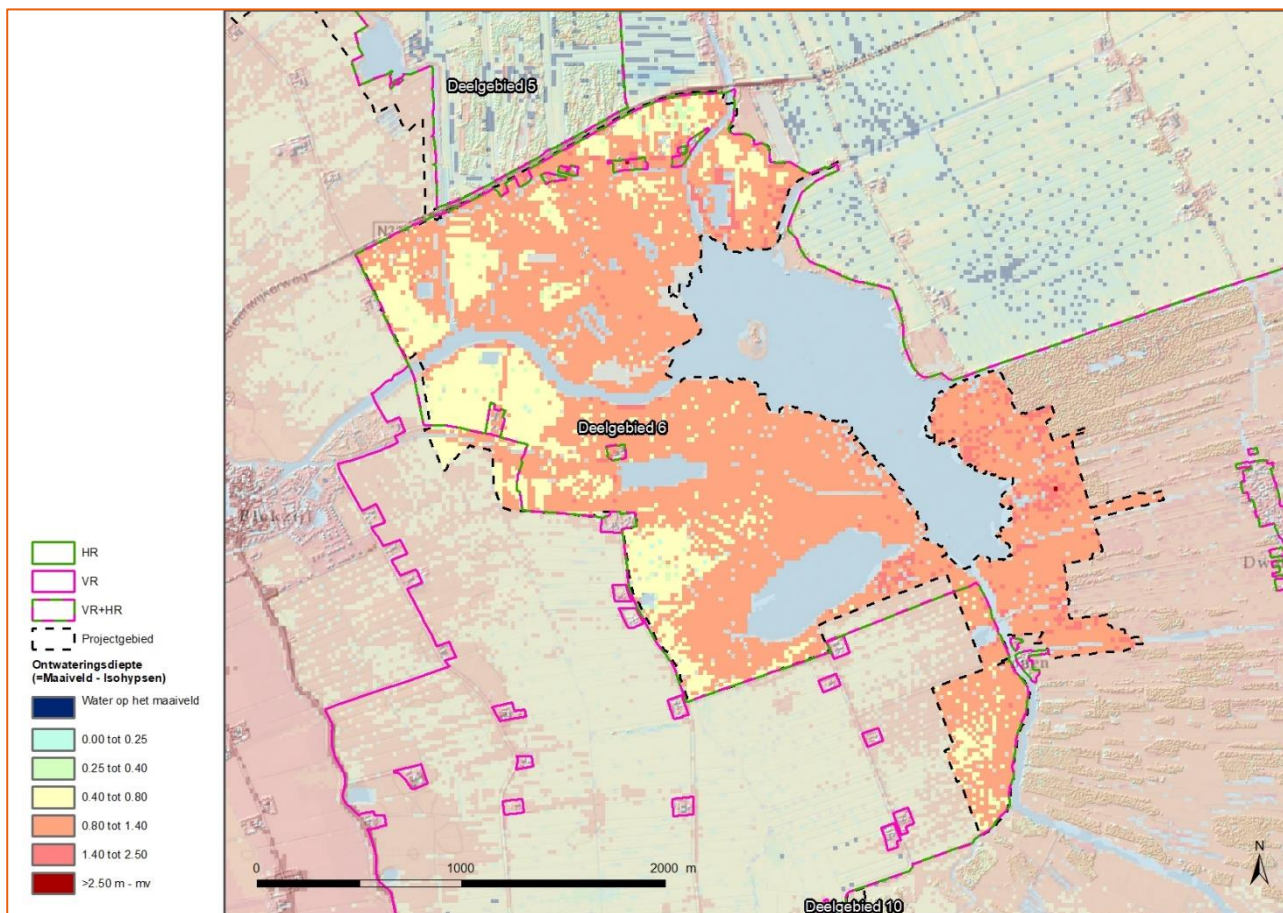 Deelgebied 5
Deelgebied 6
Deelgebied 10
HR
VR
VR+HR
Projectgebied
Ontwateringsdiepte
(=Maaiveld - Isohypsen)
Water op het maaiveld
0.00 tot 0.25
0.25 tot 0.40
0.40 tot 0.80
0.80 tot 1.40
1.40 tot 2.50
>2.50 m - mv
0 1000 2000 m
N